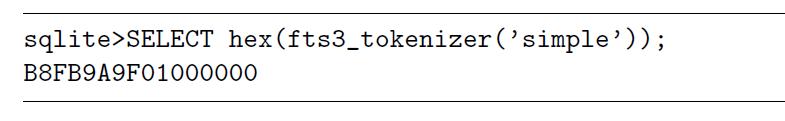 sqlite>SELECT hex(fts3_tokenizer(’simple’));
B8FB9A9F01000000